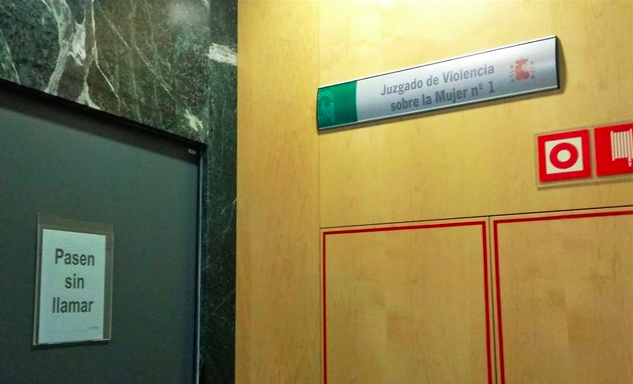 Juzgado de Violencia
sobre la Mujer nº 1
Pasen
sin
llamar